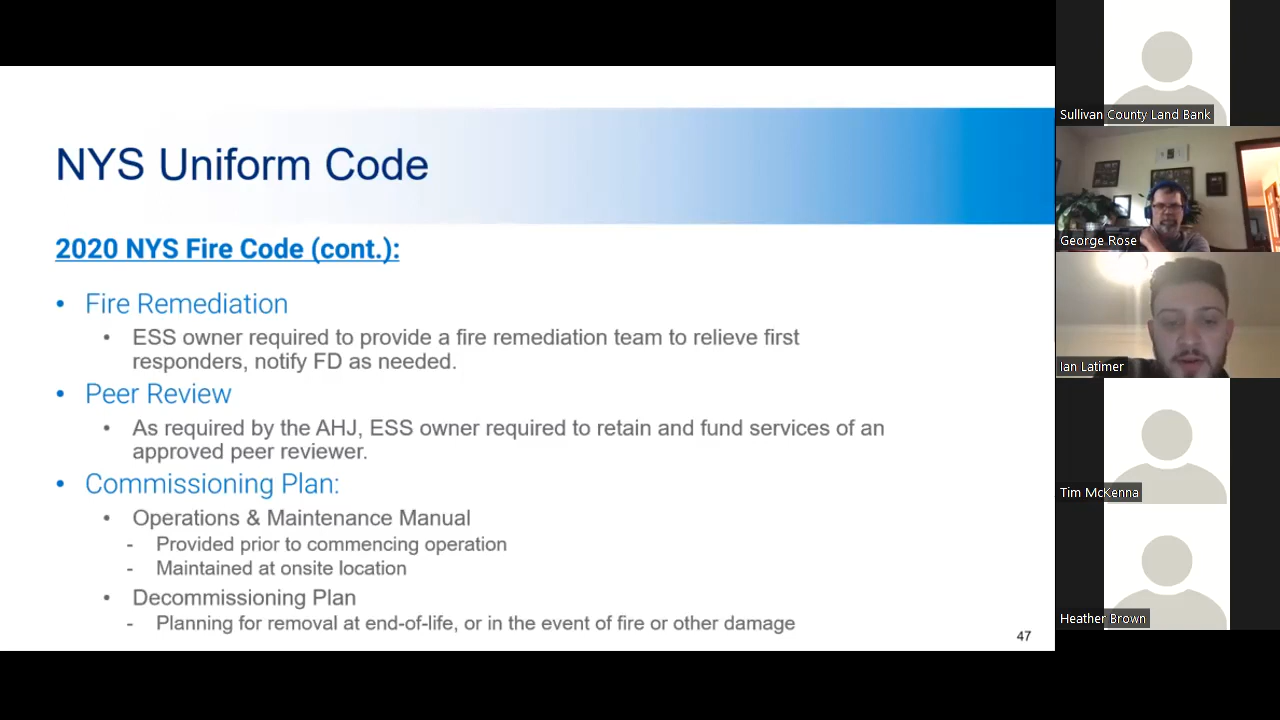 NYS Uniform Code
2020 NYS Fire Code (cont.):
• Fire Remediation
• ESS owner required to provide a fire remediation team to relieve first
responders, notify FD as needed.
• Peer Review
• As required by the AHJ, ESS owner required to retain and fund services of an
approved peer reviewer.
• Commissioning Plan:
• Operations & Maintenance Manual
- Provided prior to commencing operation
- Maintained at onsite location
• Decommissioning Plan
- Planning for removal at end-of-life, or in the event of fire or other damage
47
Sullivan County Land Bank
George Rose
Ian Latimer
Tim McKenna
Heather Brown